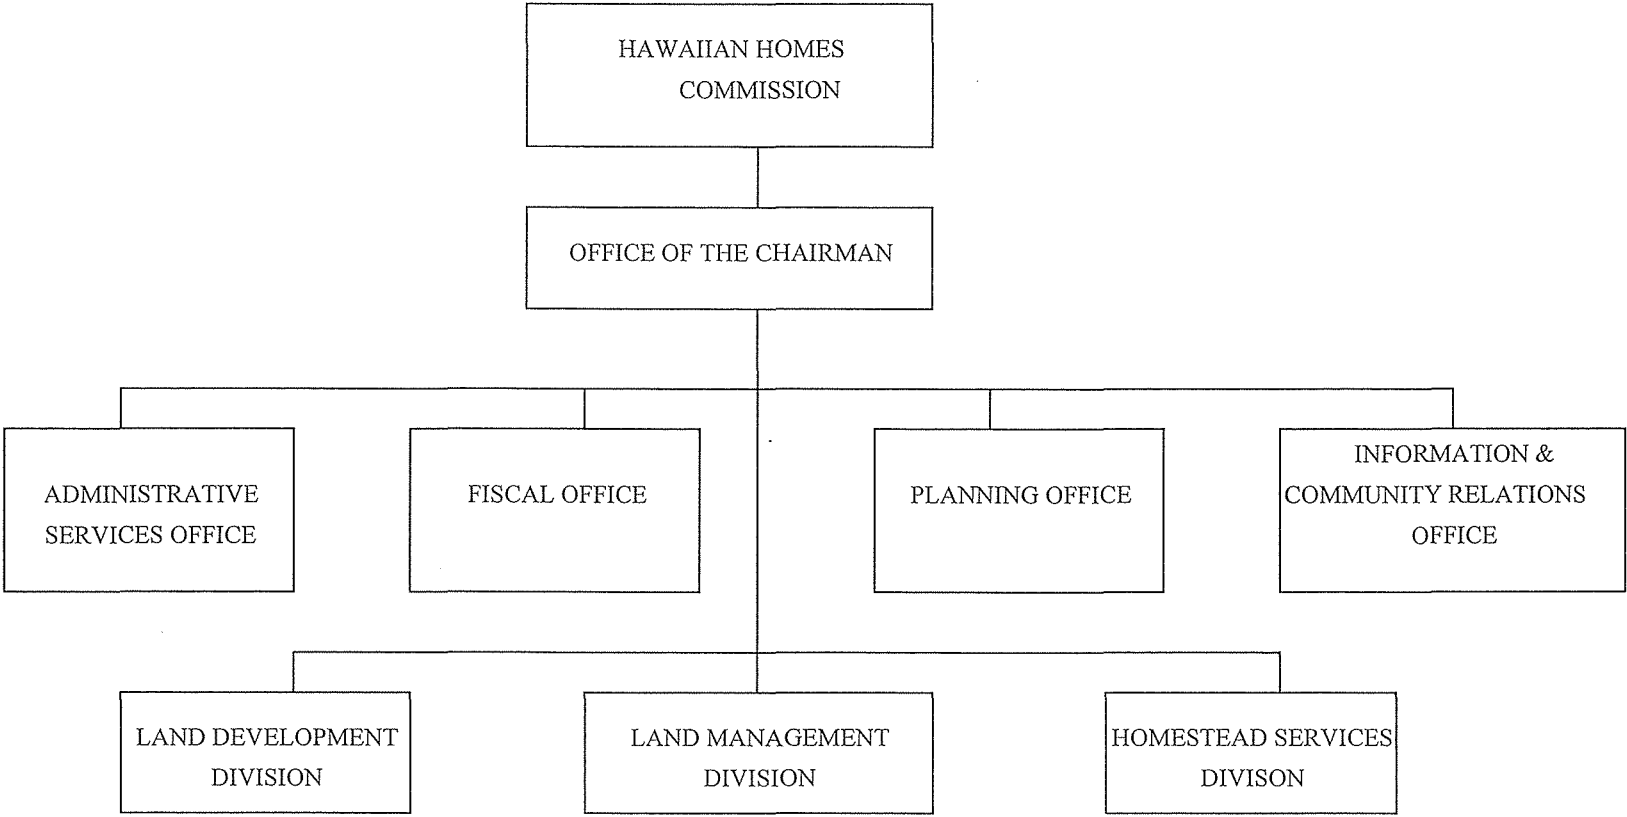 HAWAIIAN HOMES
COMMISSION
OFFICE OF THE CHAIRMAN
ADMINISTRATIVE
SERVICES OFFICE
FISCAL OFFICE
PLANNING OFFICE
INFORMATION &
COMMUNITY RELATIONS
OFFICE
LAND DEVELOPMENT
DIVISION
LAND MANAGEMENT
DIVISION
HOMESTEAD SERVICES
DIVISON